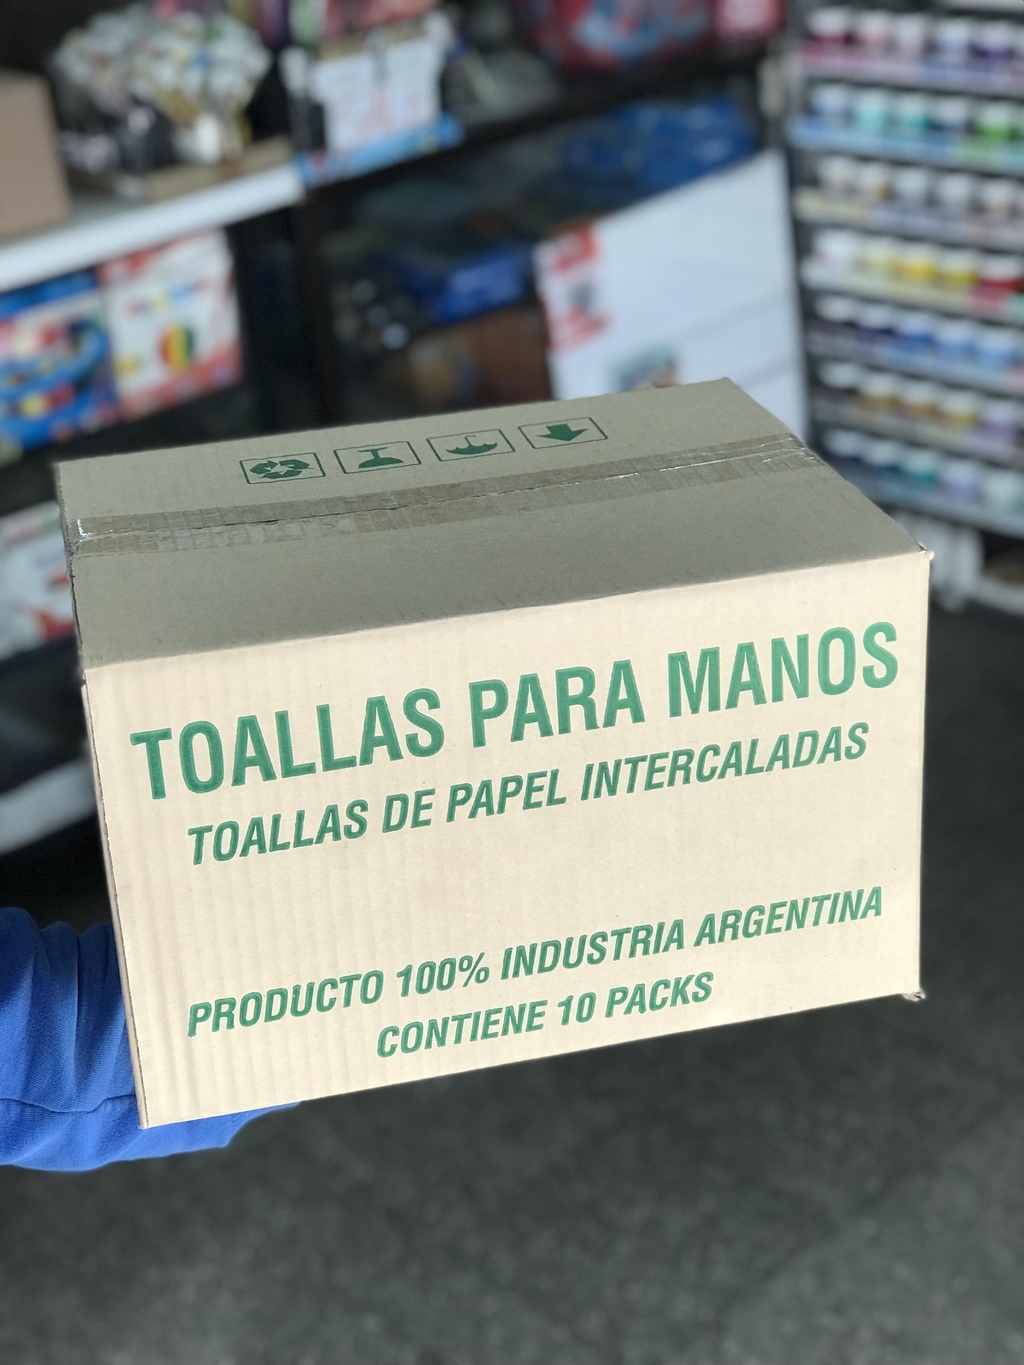 TOALLAS PARA MANOS
TOALLAS DE PAPEL INTERCALADAS
PRODUCTO 100% INDUSTRIA ARGENTINA
CONTIENE 10 PACKS